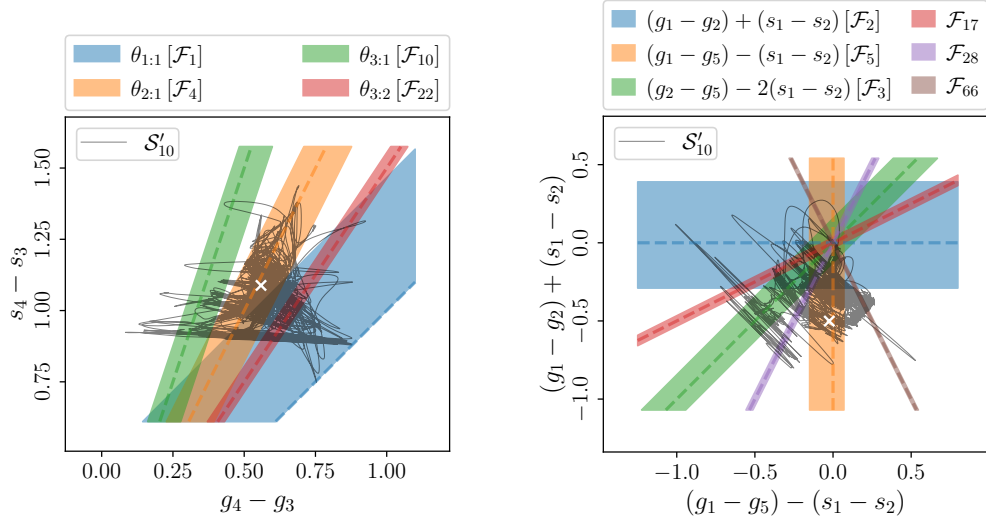 θ1:1 [ℱ1] θ3:1 [ℱ10]
θ2:1 [ℱ4] θ3:2 [ℱ22]
𝒮′10
1.50
1.25
1.00
0.75
s4 − s3
0.00 0.25 0.50 0.75 1.00
g4 − g3
(g1 − g2) + (s1 − s2) [ℱ2] ℱ17
(g1 − g5) − (s1 − s2) [ℱ5] ℱ28
(g2 − g5) − 2(s1 − s2) [ℱ3] ℱ66
𝒮′10
0.5
0.0
−0.5
−1.0
(g1 − g2) + (s1 − s2)
−1.0 −0.5 0.0 0.5
(g1 − g5) − (s1 − s2)